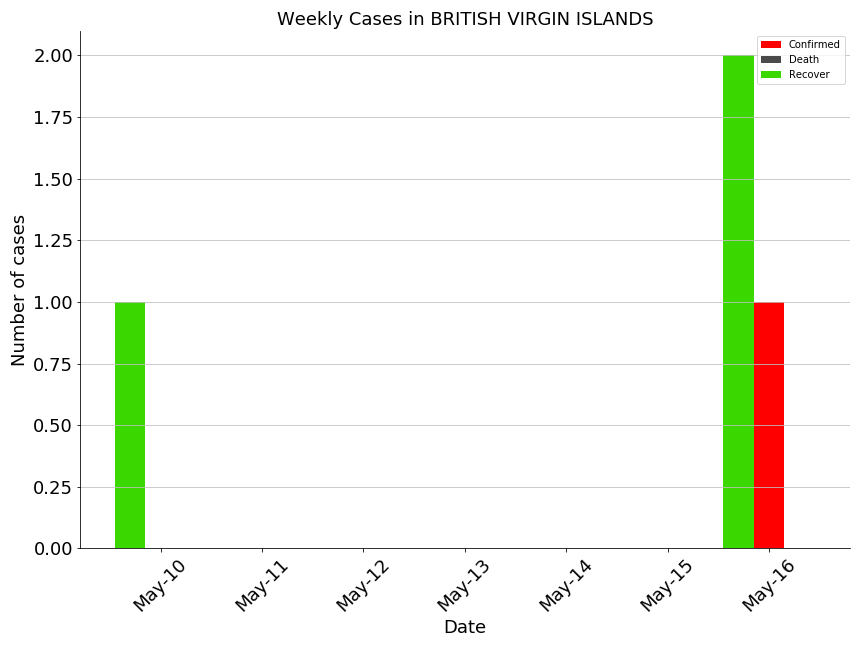 Weekly Cases in BRITISH VIRGIN ISLANDS
Confirmed
Death
Recover
Number of cases
2.00
1.75
1.50
1.25
1.00
0.75
0.50
0.25
0.00
May-10
May-11
May-12
May-13
May-14
May-15
May-16
Date